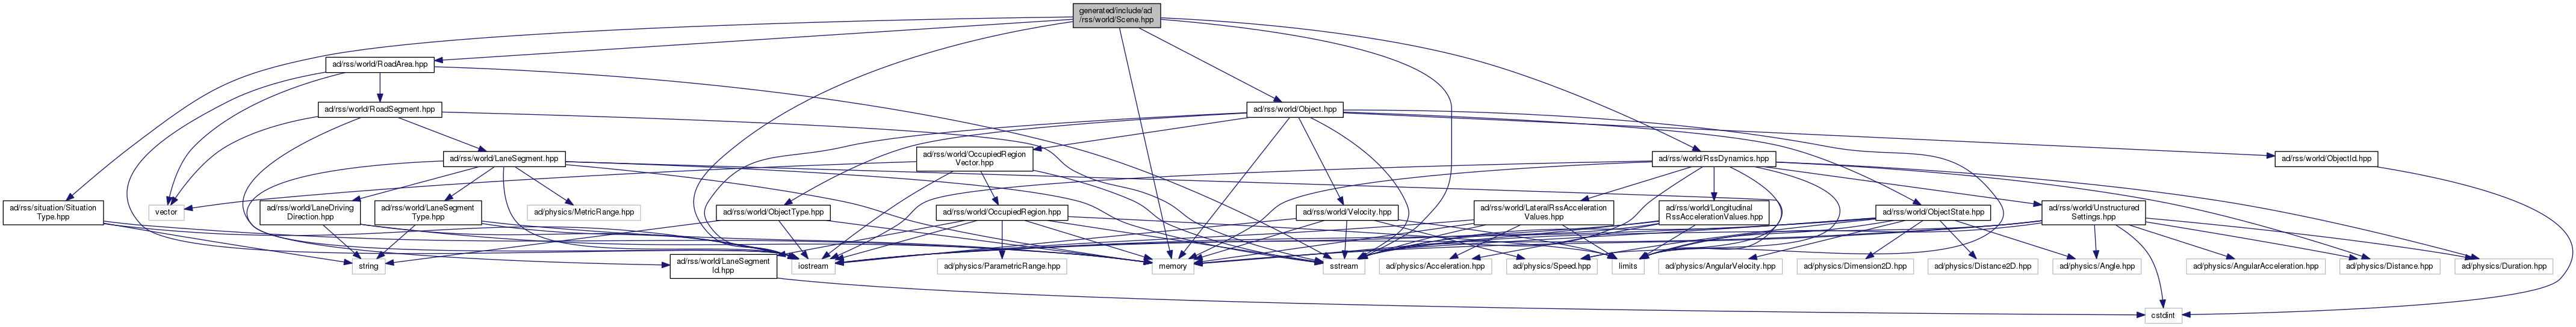 generated/include/ad
/rss/world/Scene.hpp
ad/rss/world/RoadArea.hpp
ad/rss/world/RoadSegment.hpp
ad/rss/world/Object.hpp
ad/rss/world/LaneSegment.hpp
ad/rss/world/OccupiedRegion
Vector.hpp
ad/rss/world/RssDynamics.hpp
ad/rss/world/ObjectId.hpp
ad/rss/situation/Situation
Type.hpp
vector
ad/rss/world/LaneDriving
Direction.hpp
ad/rss/world/LaneSegment
Type.hpp
ad/physics/MetricRange.hpp
ad/rss/world/ObjectType.hpp
ad/rss/world/OccupiedRegion.hpp
ad/rss/world/Velocity.hpp
ad/rss/world/LateralRssAcceleration
Values.hpp
ad/rss/world/Longitudinal
RssAccelerationValues.hpp
ad/rss/world/ObjectState.hpp
ad/rss/world/Unstructured
Settings.hpp
string
ad/rss/world/LaneSegment
Id.hpp
iostream
ad/physics/ParametricRange.hpp
memory
sstream
ad/physics/Acceleration.hpp
ad/physics/Speed.hpp
limits
ad/physics/AngularVelocity.hpp
ad/physics/Dimension2D.hpp
ad/physics/Distance2D.hpp
ad/physics/Angle.hpp
ad/physics/AngularAcceleration.hpp
ad/physics/Distance.hpp
ad/physics/Duration.hpp
cstdint